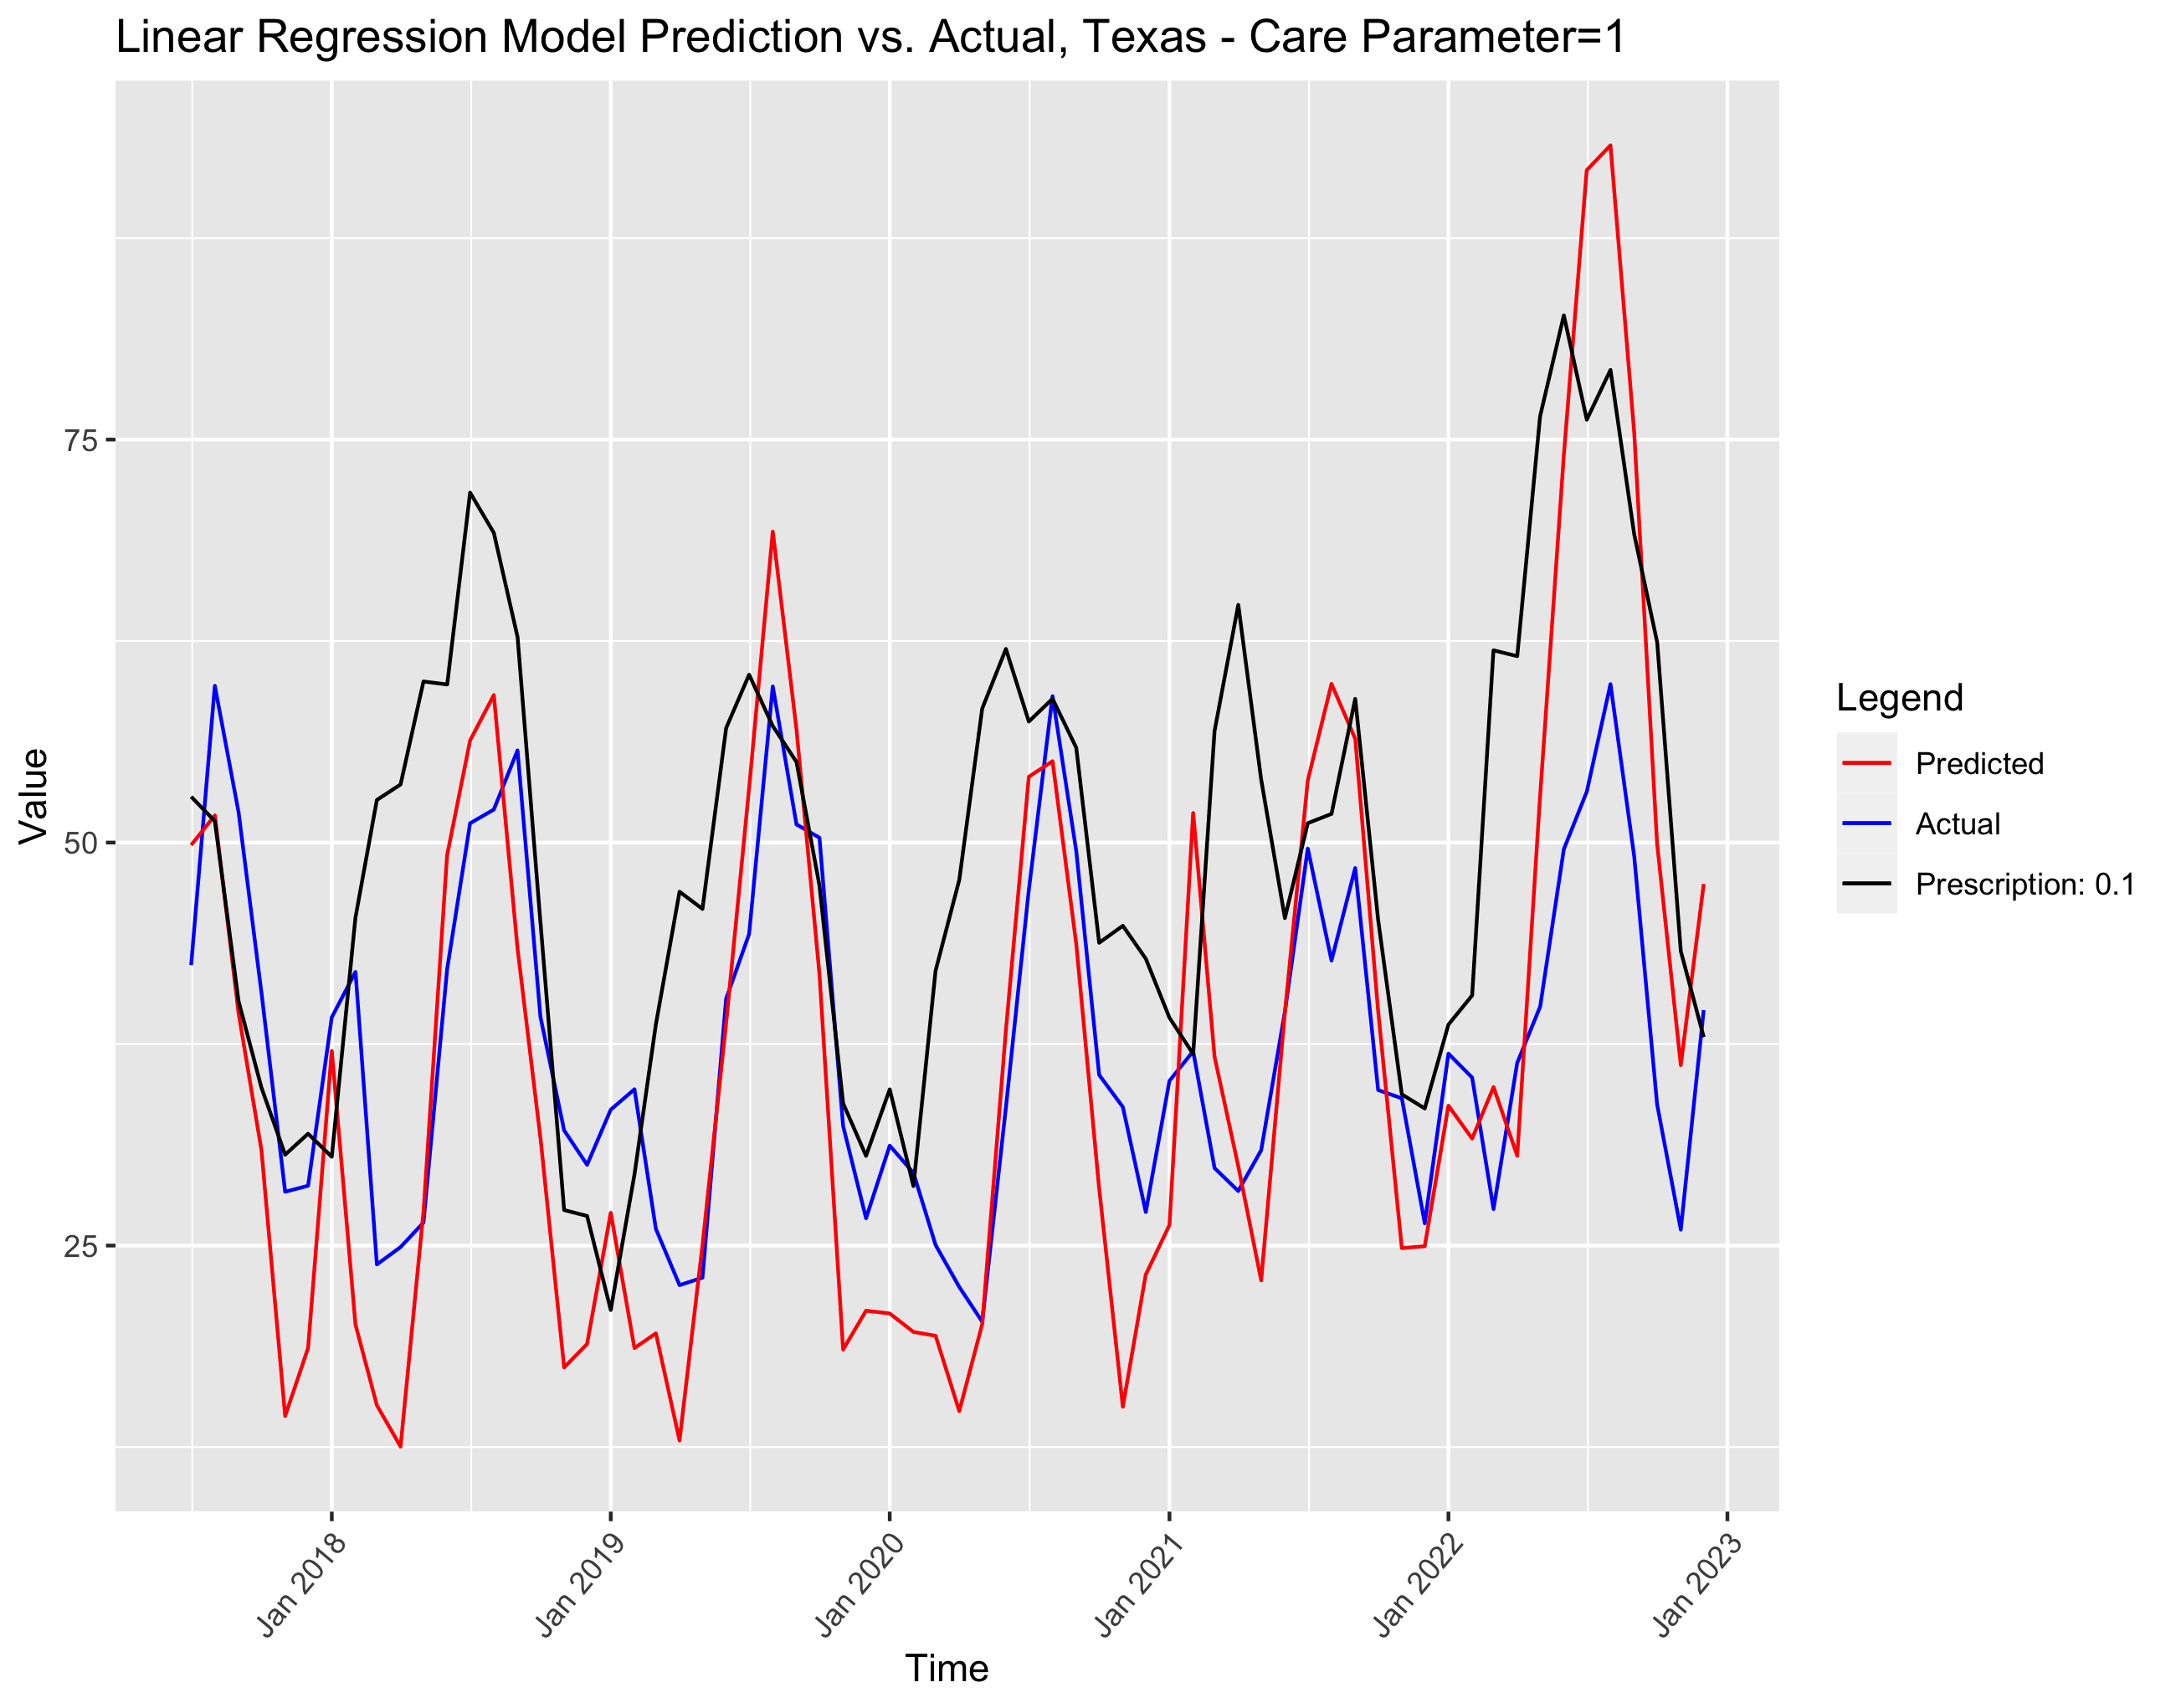 Linear Regression Model Prediction vs. Actual, Texas - Care Parameter=1
Value
75
50
25
Jan 2018
Jan 2019
Jan 2020
Jan 2021
Jan 2022
Jan 2023
Time
Legend
Predicted
Actual
Prescription: 0.1